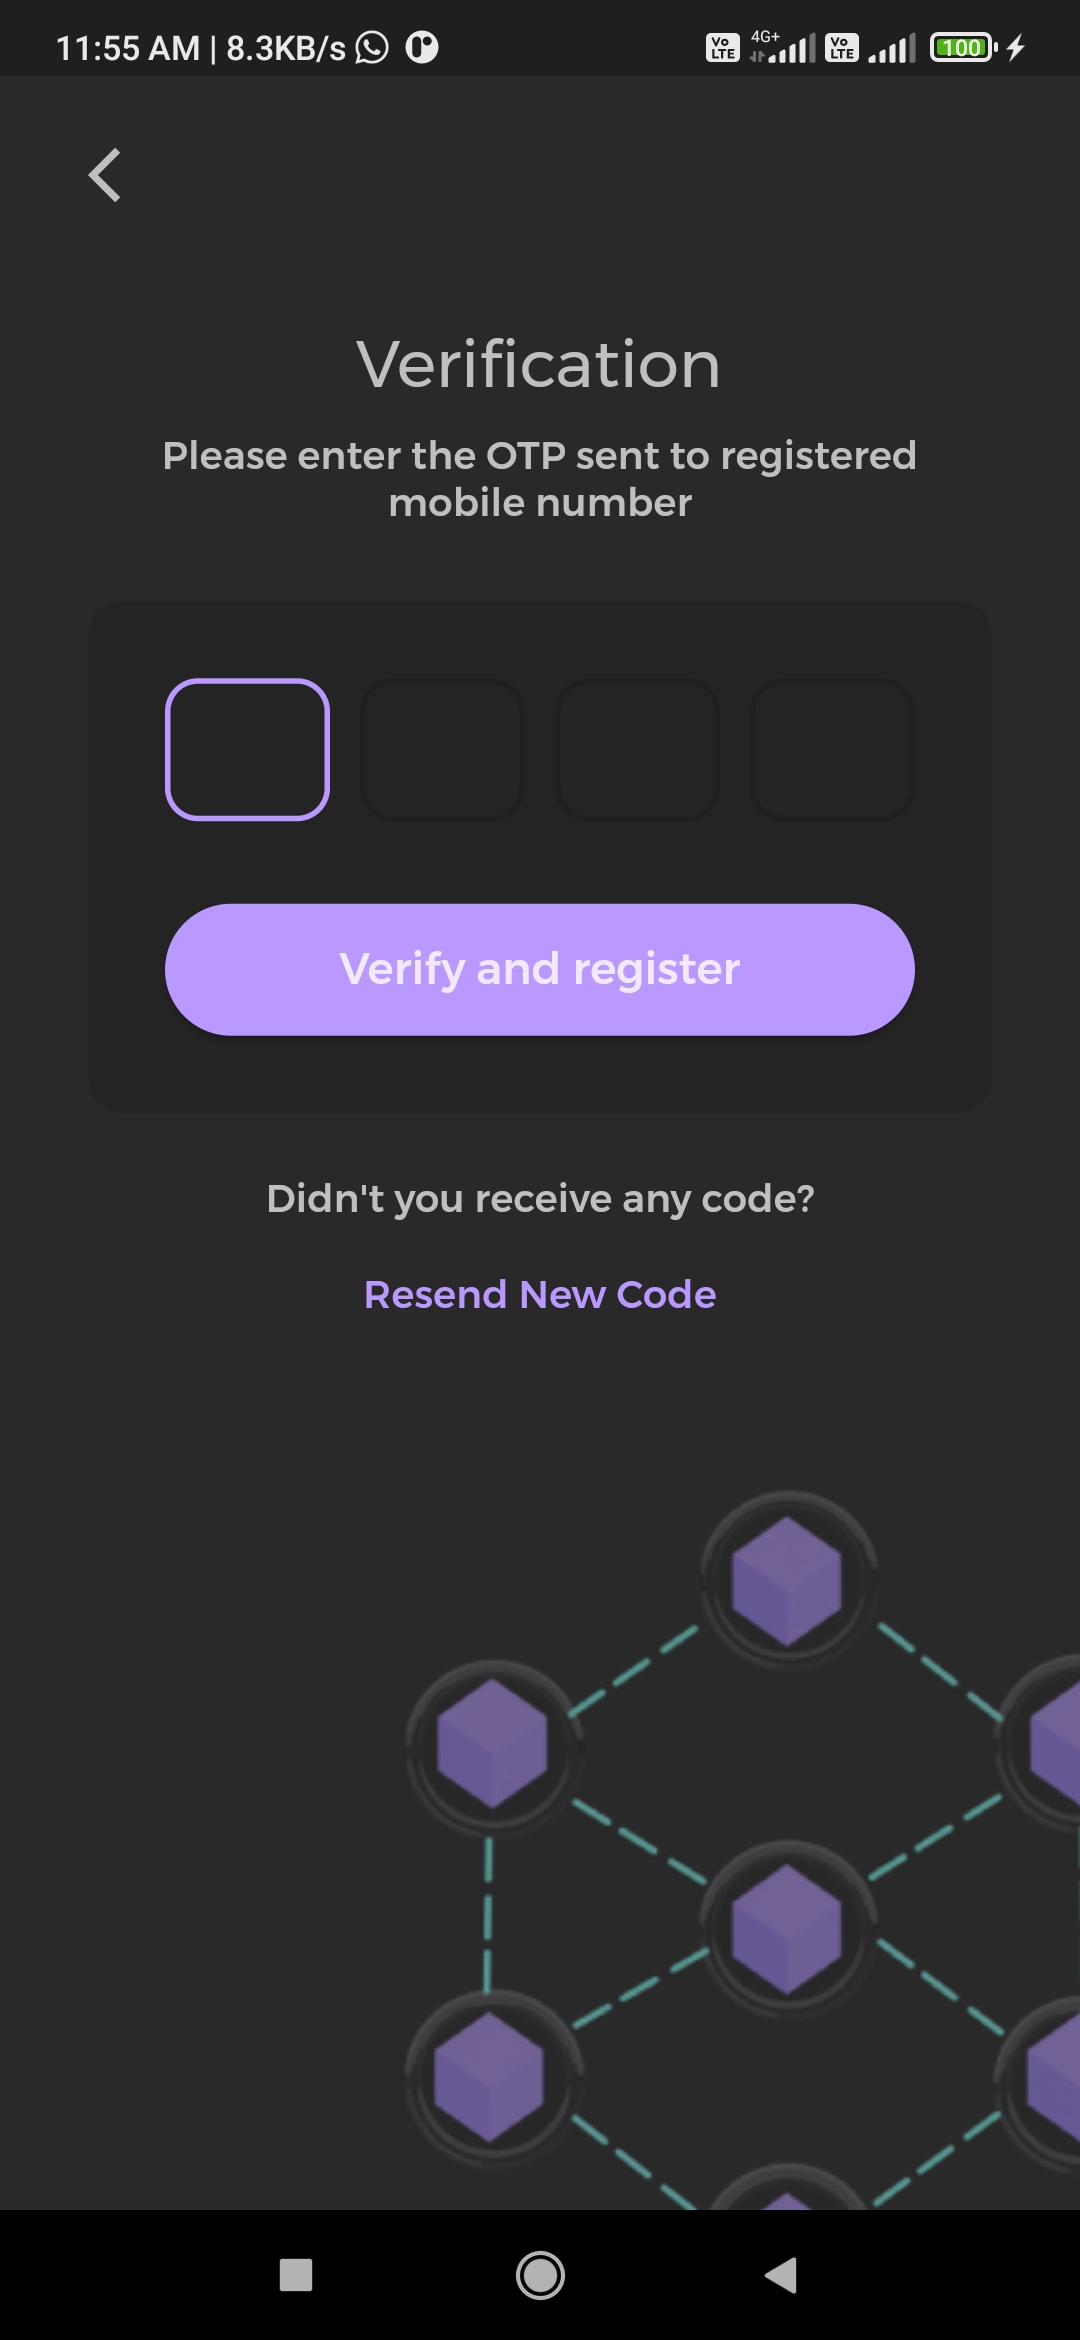 11:55 AM | 8.3KB/s Vo LTE 4G+ Vo LTE 100
Verification
Please enter the OTP sent to registered
mobile number
Verify and register
Didn't you receive any code?
Resend New Code